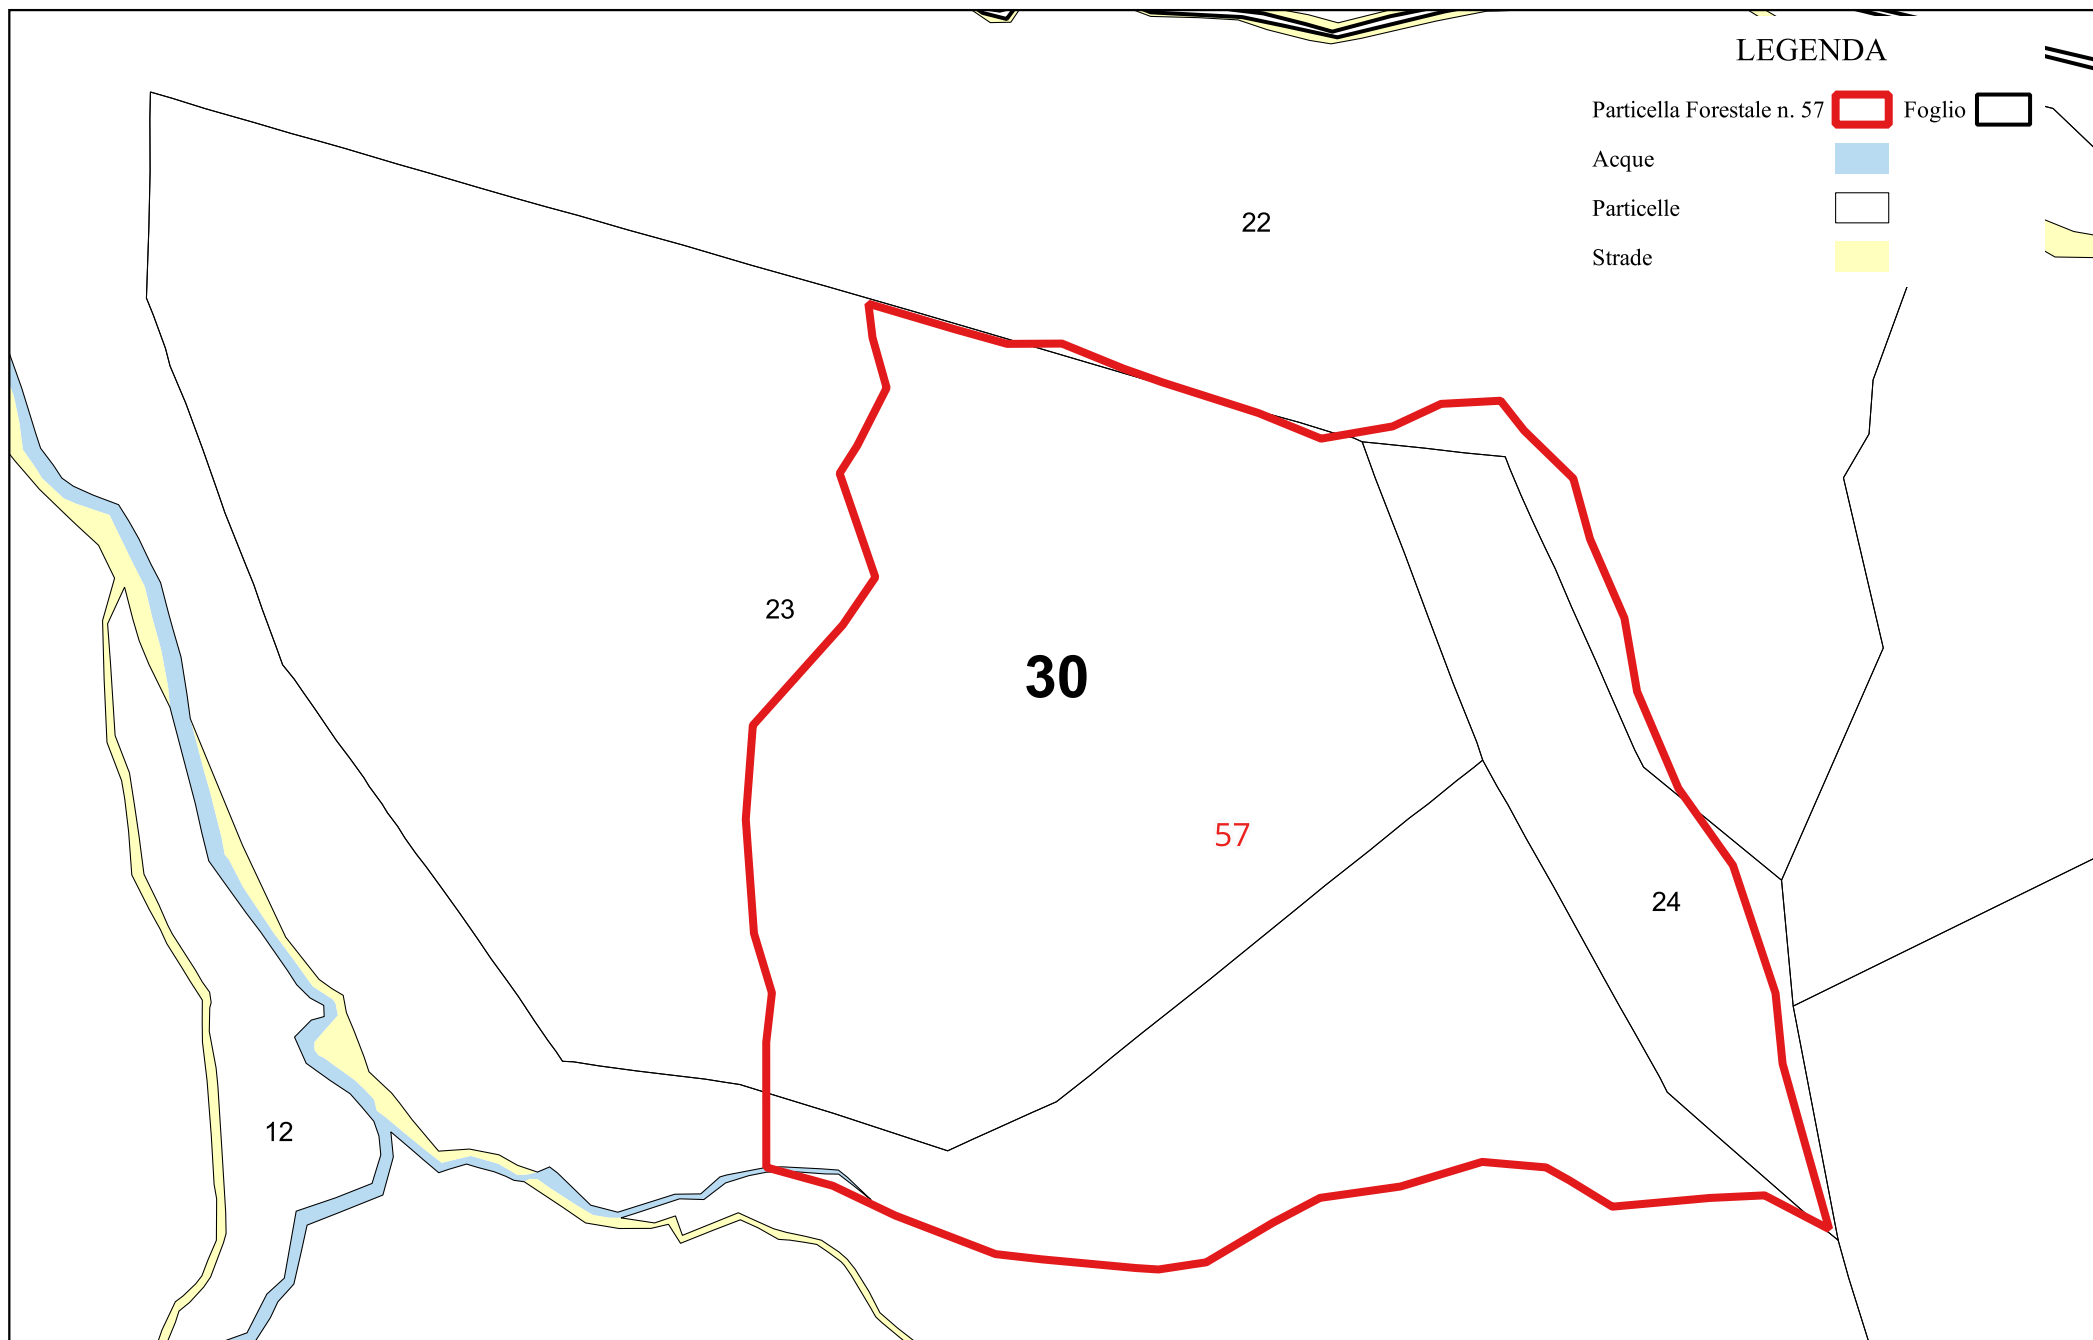 LEGENDA
Particella Forestale n. 57 Foglio
Acque
Particelle
Strade
22
23
30
57
24
12